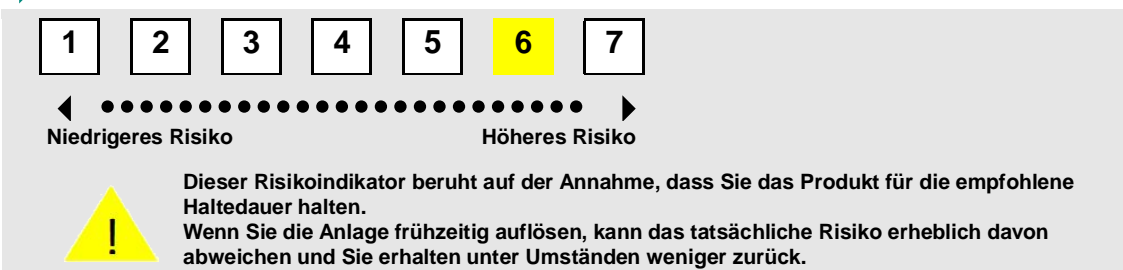 1 2 3 4 5 6 7
Niedrigeres Risiko Höheres Risiko
Dieser Risikoindikator beruht auf der Annahme, dass Sie das Produkt für die empfohlene
Haltedauer halten.
Wenn Sie die Anlage frühzeitig auflösen, kann das tatsächliche Risiko erheblich davon
abweichen und Sie erhalten unter Umständen weniger zurück.
!